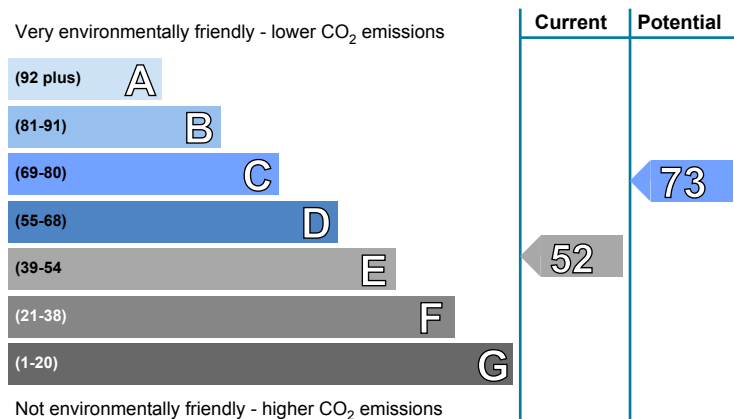 Current Potential
Very environmentally friendly - lower CO2 emissions
(92 plus) A
(81-91) B
(69-80) C
73
(55-68) D
(39-54 E
52
(21-38) F
(1-20) G
Not environmentally friendly - higher CO2 emissions